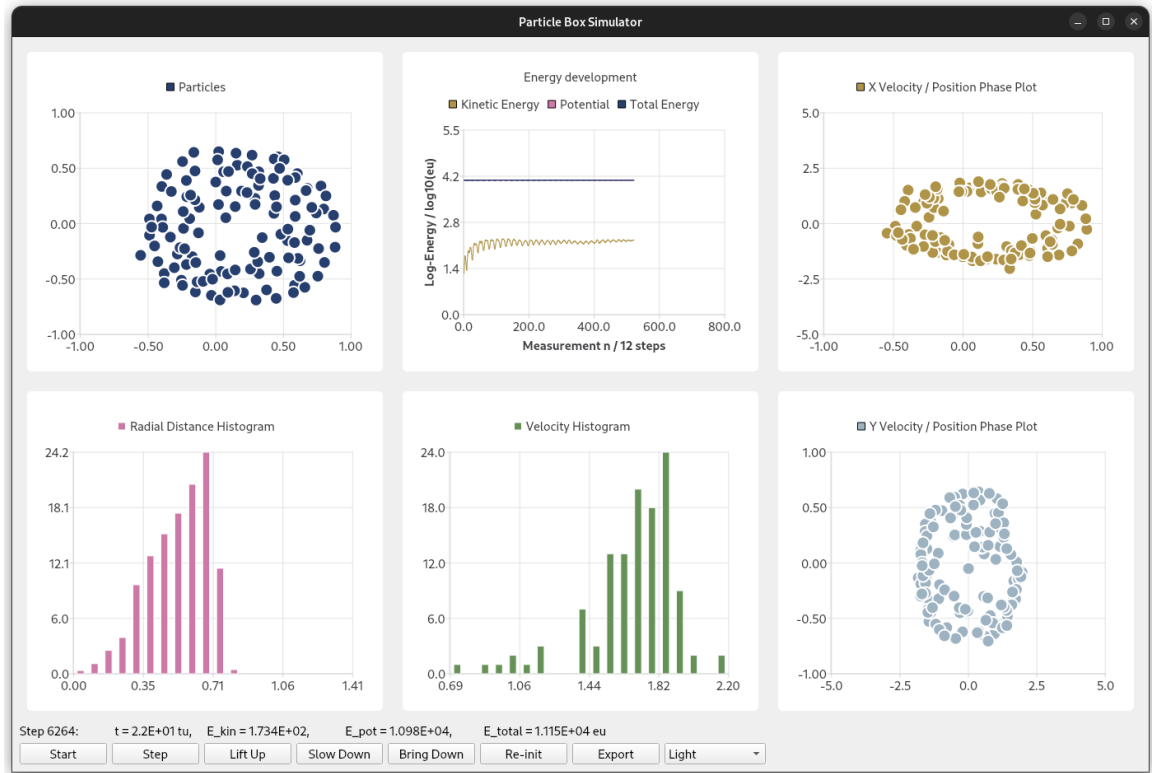 Particle Box Simulator
Particles
1.00
0.50
0.00
-0.50
-1.00
-1.00 -0.50 0.00 0.50 1.00
Energy development
Kinetic Energy Potential Total Energy
Log-Energy / log10(eu)
5.5
4.2
2.8
1.4
0.0
0.0 200.0 400.0 600.0 800.0
Measurement n / 12 steps
X Velocity / Position Phase Plot
5.0
2.5
0.0
-2.5
-5.0
-1.00 -0.50 0.00 0.50 1.00
Radial Distance Histogram
24.2
18.1
12.1
6.0
0.0
0.00 0.35 0.71 1.06 1.41
Velocity Histogram
24.0
18.0
12.0
6.0
0.0
0.69 1.06 1.44 1.82 2.20
Y Velocity / Position Phase Plot
1.00
0.50
0.00
-0.50
-1.00
-5.0 -2.5 0.0 2.5 5.0
Step 6264: t = 2.2E+01 tu, E_kin = 1.734E+02, E_pot = 1.098E+04, E_total = 1.115E+04 eu
Start Step Lift Up Slow Down Bring Down Re-init Export Light